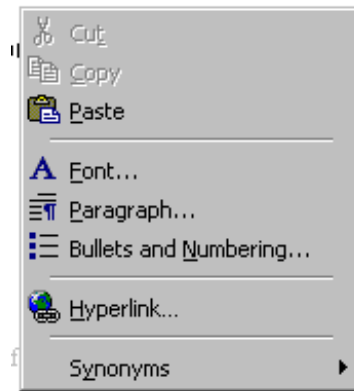 Cut
Copy
Paste
Font...
Paragraph...
Bullets and Numbering...
Hyperlink...
Synonyms